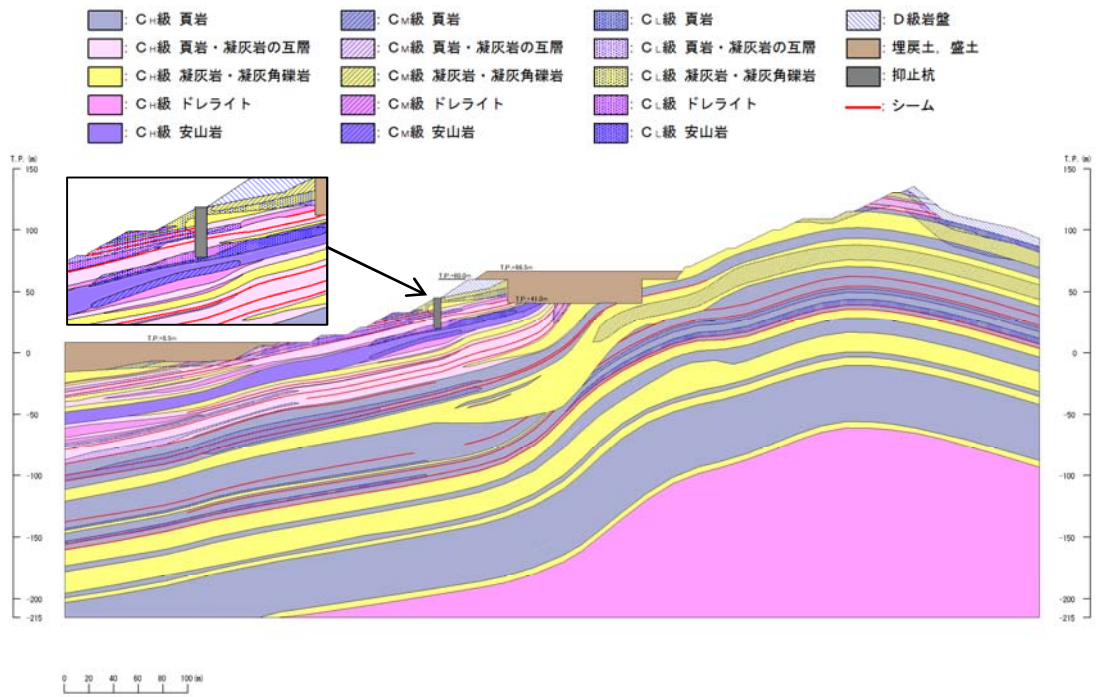 : CH級 頁岩
: CM級 頁岩
: CL級 頁岩
: D級岩盤
: CH級 頁岩・凝灰岩の互層
: CM級 頁岩・凝灰岩の互層
: CL級 頁岩・凝灰岩の互層
: 埋戻土，盛土
: CH級 凝灰岩・凝灰角礫岩
: CM級 凝灰岩・凝灰角礫岩
: CL級 凝灰岩・凝灰角礫岩
: 抑止杭
: CH級 ドレライト
: CM級 ドレライト
: CL級 ドレライト
: シーム
: CH級 安山岩
: CM級 安山岩
: CL級 安山岩
T.P. (m)
T.P. (m)
150
150
100
100
T.P.+66.5m
50
50
T.P.+8.5m
0
0
-50
-50
-100
-100
-150
-150
-200
-200
-215
-215
0 20 40 60 80 100(m)